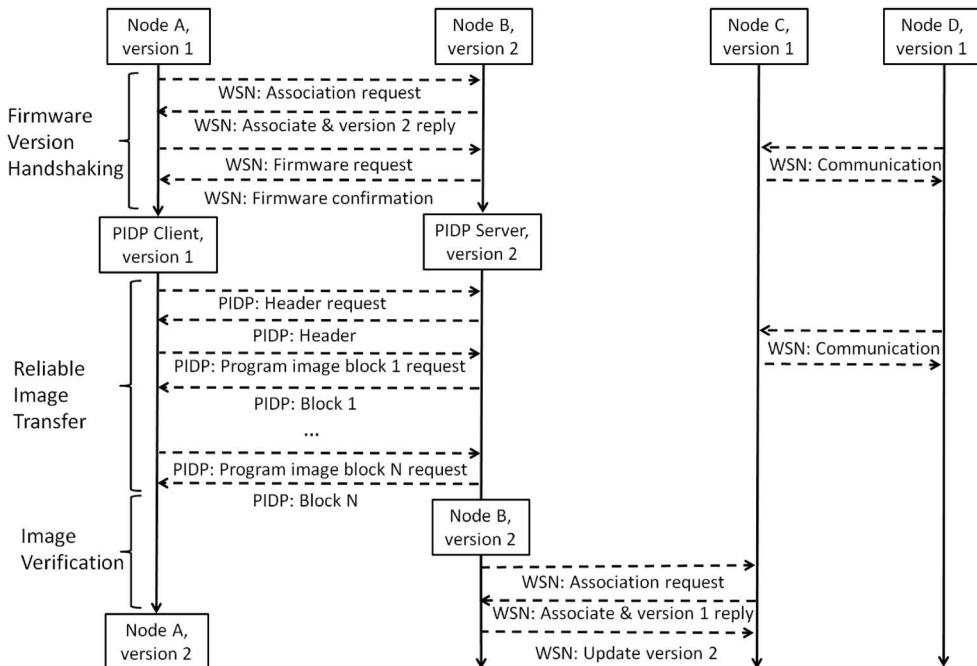 Node A,
version 1
Node B,
version 2
Node C,
version 1
Node D,
version 1
Firmware
Version
Handshaking
WSN: Association request
WSN: Associate & version 2 reply
WSN: Firmware request
WSN: Firmware confirmation
WSN: Communication
PIDP Client,
version 1
PIDP Server,
version 2
Reliable
Image
Transfer
PIDP: Header request
PIDP: Header
PIDP: Program image block 1 request
PIDP: Block 1
...
PIDP: Program image block N request
PIDP: Block N
WSN: Communication
Image
Verification
Node B,
version 2
WSN: Association request
WSN: Associate & version 1 reply
WSN: Update version 2
Node A,
version 2